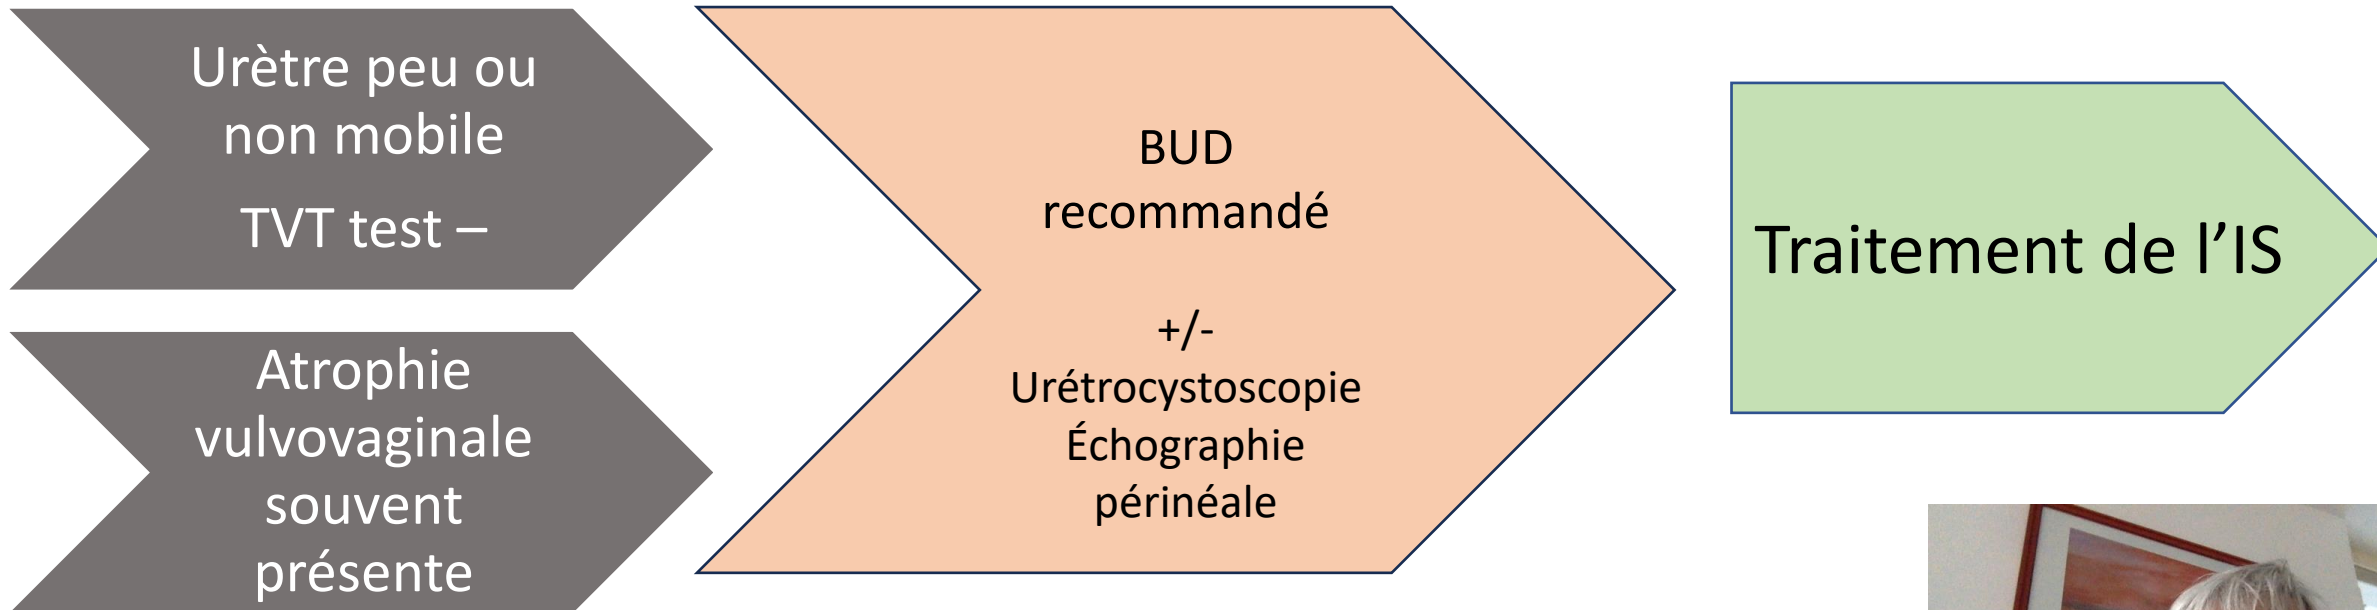 Urètre peu ou
non mobile
TVT test –
Atrophie
vulvovaginale
souvent
présente
BUD
recommandé
+/-
Urétrocystoscopie
Échographie
périnéale
Traitement de l’IS